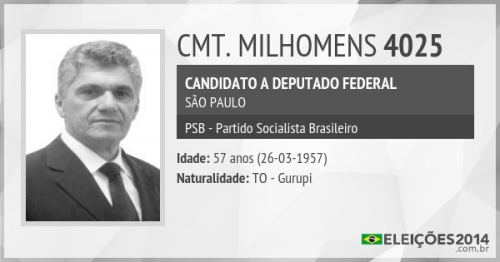 CMT. MILHOMENS 4025
CANDIDATO A DEPUTADO FEDERAL
SÃO PAULO
PSB - Partido Socialista Brasileiro
Idade: 57 anos (26-03-1957)
Naturalidade: TO - Gurupi
ELEIÇÕES2014
.com.br